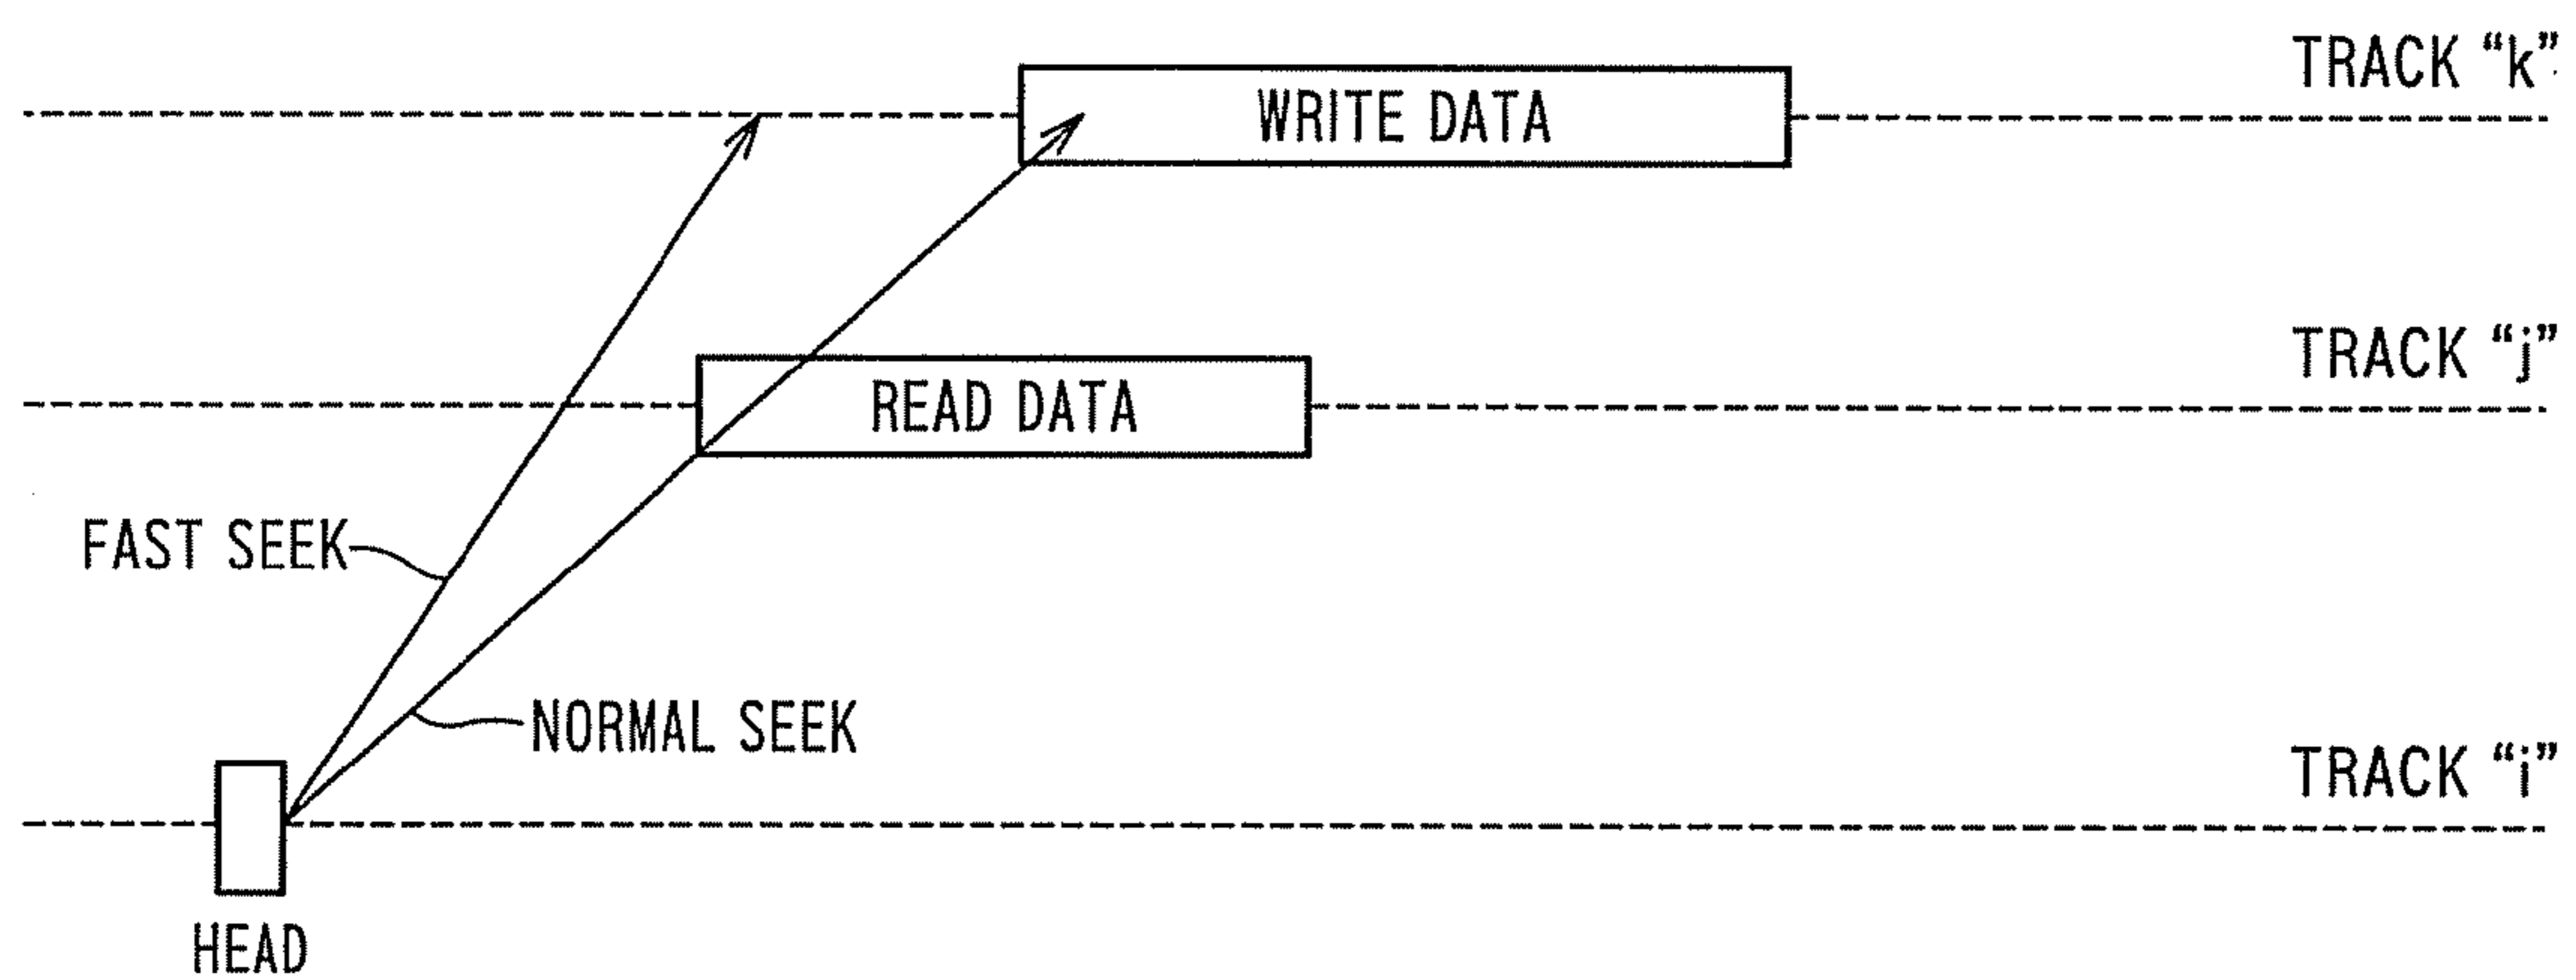 TRACK “k”
WRITE DATA
TRACK “j”
READ DATA
FAST SEEK
NORMAL SEEK
TRACK “i”
HEAD